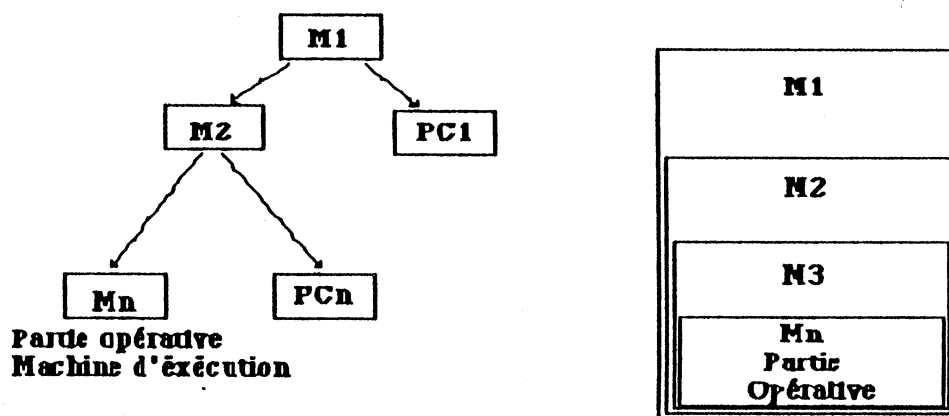 M1
M2
PC1
Mn
PCn
Partie opérative
Machine d'éxécution
M1
M2
M3
Mn
Partie
Opérative